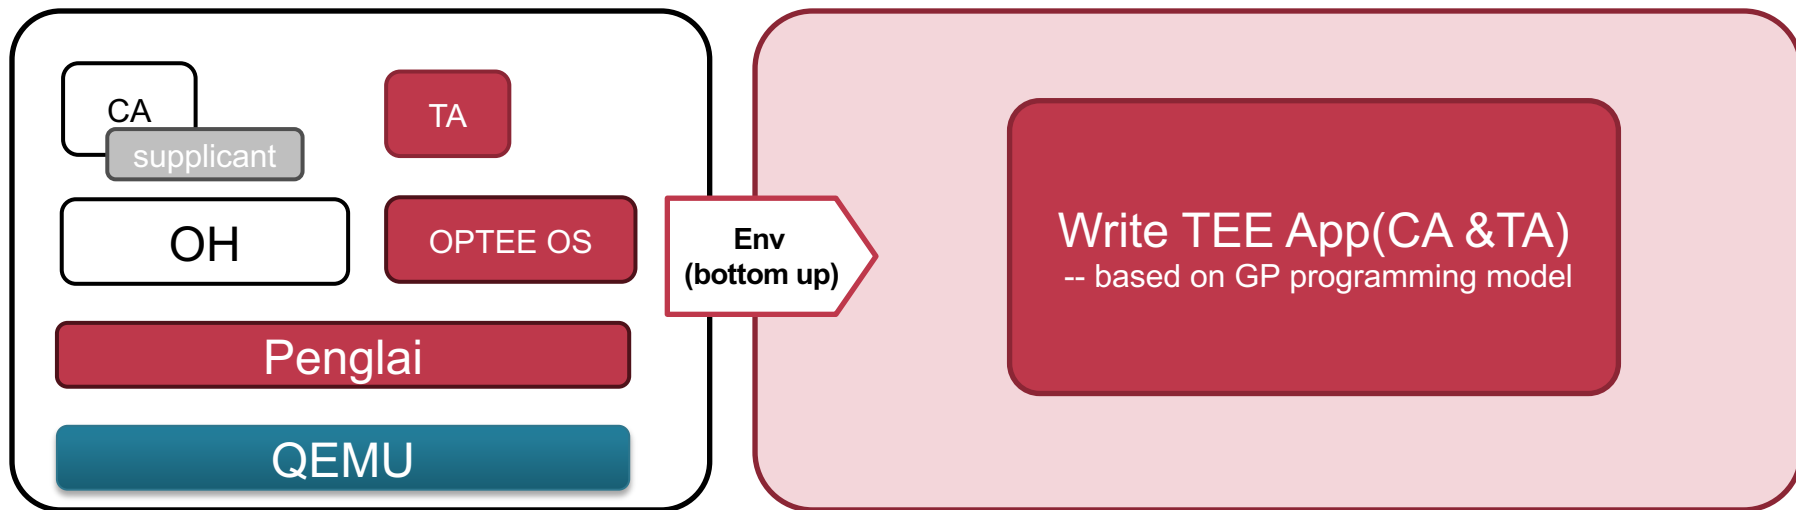 CA
supplicant
TA
OH
OPTEE OS
Penglai
QEMU
Env
(bottom up)
Write TEE App(CA &TA)
-- based on GP programming model